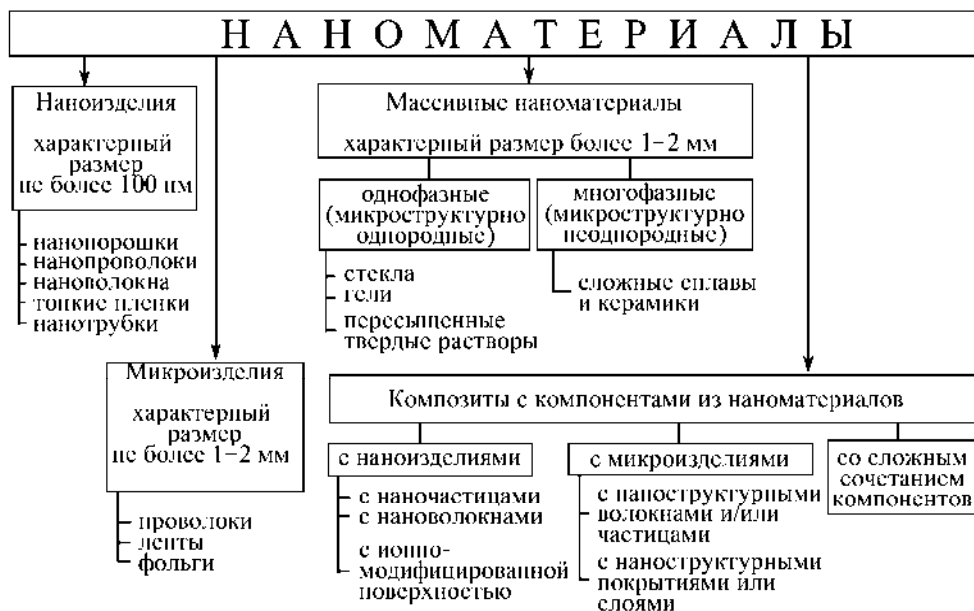 НАНОМАТЕРИАЛЫ
Наноизделия
характерный
размер
не более 100 нм
нанопорошки
нанопроволоки
нановолокна
тонкие пленки
нанотрубки
Микроизделия
характерный
размер
не более 1−2 мм
проволоки
ленты
фольги
Массивные наноматериалы
характерный размер более 1−2 мм
однофазные
(микроструктурно
однородные)
стекла
гели
пересыщенные
твердые растворы
многофазные
(микроструктурно
неоднородные)
сложные сплавы
и керамики
Композиты с компонентами из наноматериалов
с наноизделиями
с наночастицами
с нановолокнами
с ионно-
модифицированной
поверхностью
с микроизделиями
с наноструктурными
волокнами и/или
частицами
с наноструктурными
покрытиями или
слоями
со сложным
сочетанием
компонентов